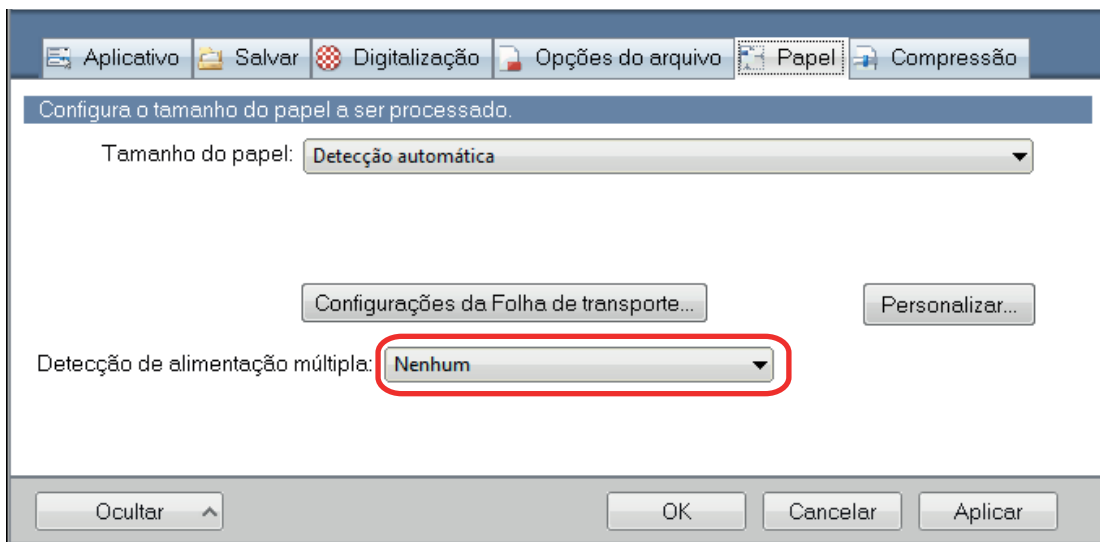 Aplicativo Salvar Digitalização Opções do arquivo Papel Compressão
Configura o tamanho do papel a ser processado.
Tamanho do papel: Detecção automática
Configurações da Folha de transporte... Personalizar...
Detecção de alimentação múltipla: Nenhum
Ocultar OK Cancelar Aplicar